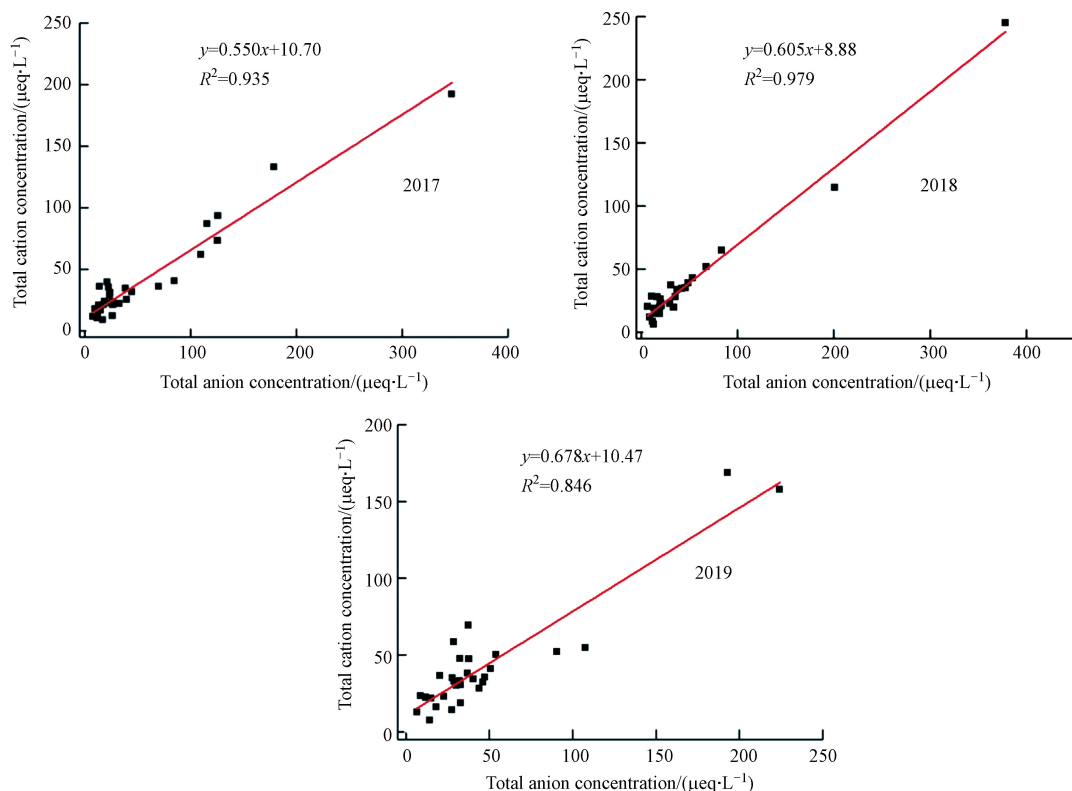 250
200
150
100
50
0
Total cation concentration/(μeq·L⁻¹)
y=0.550x+10.70
R²=0.935
2017
0 100 200 300 400
Total anion concentration/(μeq·L⁻¹)
250
200
150
100
50
0
Total cation concentration/(μeq·L⁻¹)
y=0.605x+8.88
R²=0.979
2018
0 100 200 300 400
Total anion concentration/(μeq·L⁻¹)
200
150
100
50
0
Total cation concentration/(μeq·L⁻¹)
y=0.678x+10.47
R²=0.846
2019
0 50 100 150 200 250
Total anion concentration/(μeq·L⁻¹)